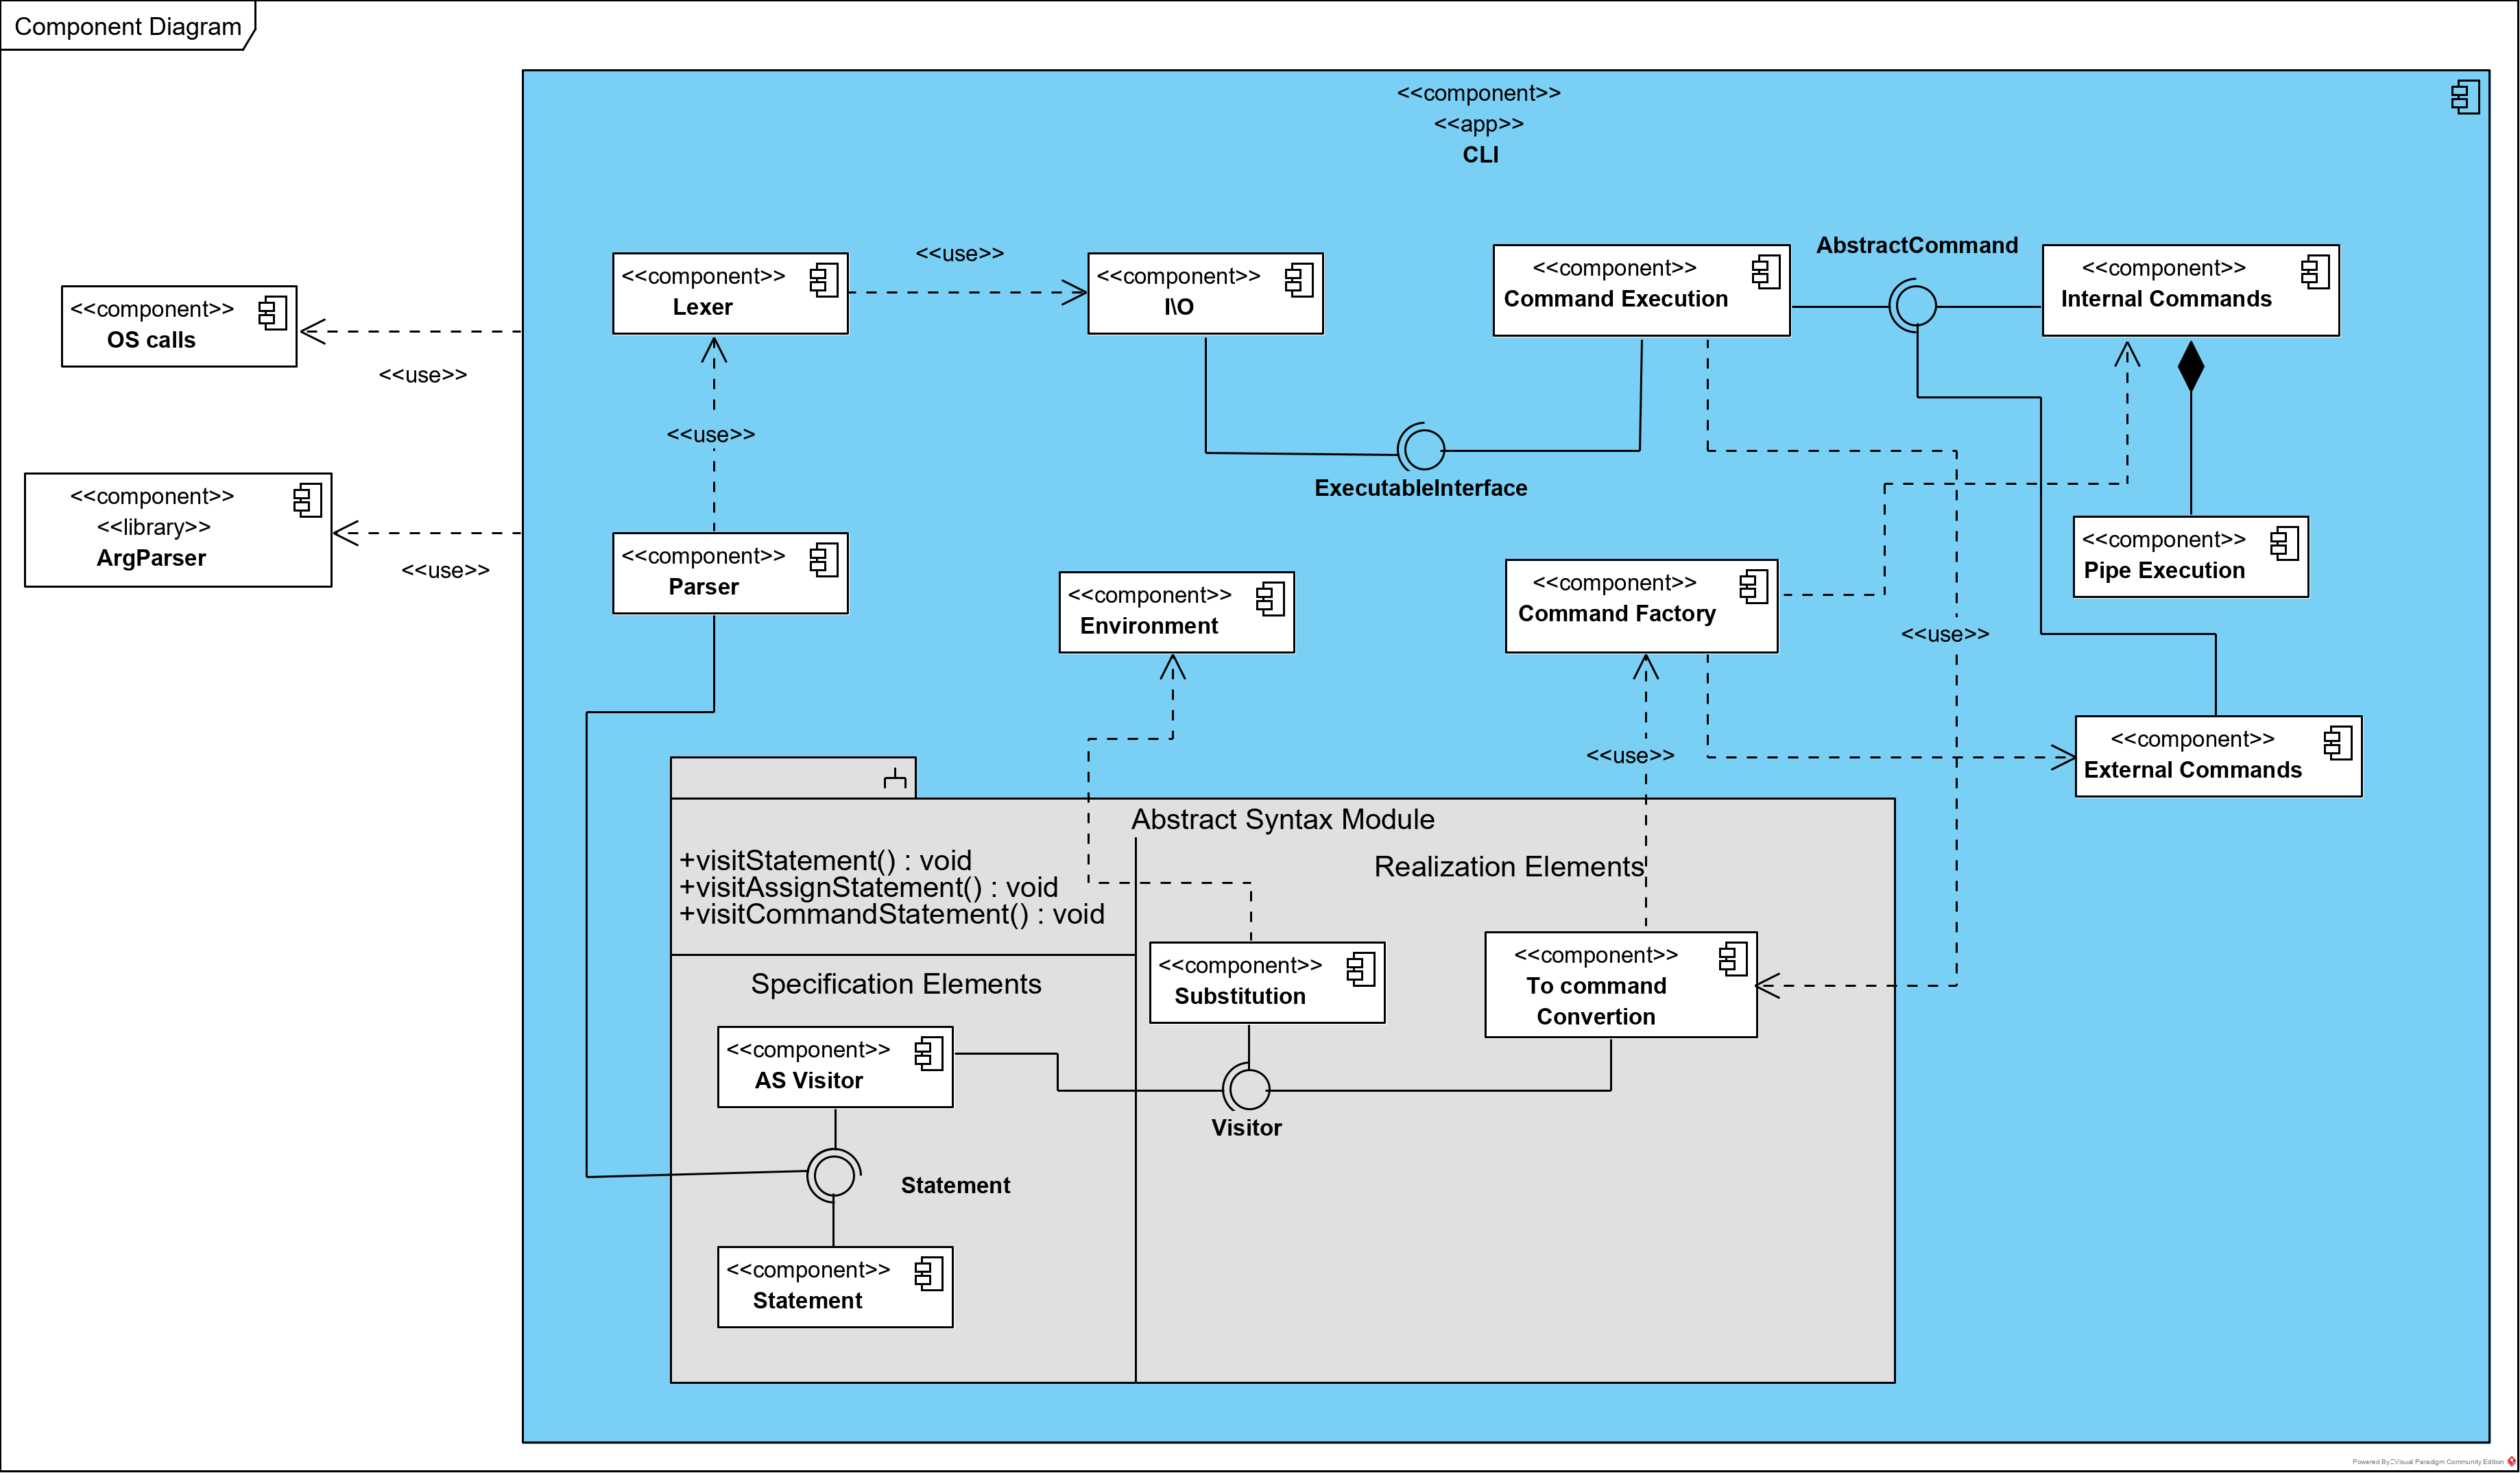 Component Diagram
<<component>>
<<app>>
CLI
<<component>>
OS calls
<<use>>
<<component>>
<<library>>
ArgParser
<<use>>
<<component>>
Lexer
<<use>>
<<component>>
I\O
<<component>>
Command Execution
AbstractCommand
<<component>>
Internal Commands
<<use>>
ExecutableInterface
<<component>>
Parser
<<component>>
Environment
<<component>>
Command Factory
<<component>>
Pipe Execution
<<use>>
<<use>>
<<component>>
External Commands
Abstract Syntax Module
+visitStatement() : void
+visitAssignStatement() : void
+visitCommandStatement() : void
Realization Elements
Specification Elements
<<component>>
Substitution
<<component>>
To command
Convertion
<<component>>
AS Visitor
Visitor
Statement
<<component>>
Statement
Powered By Visual Paradigm Community Edition